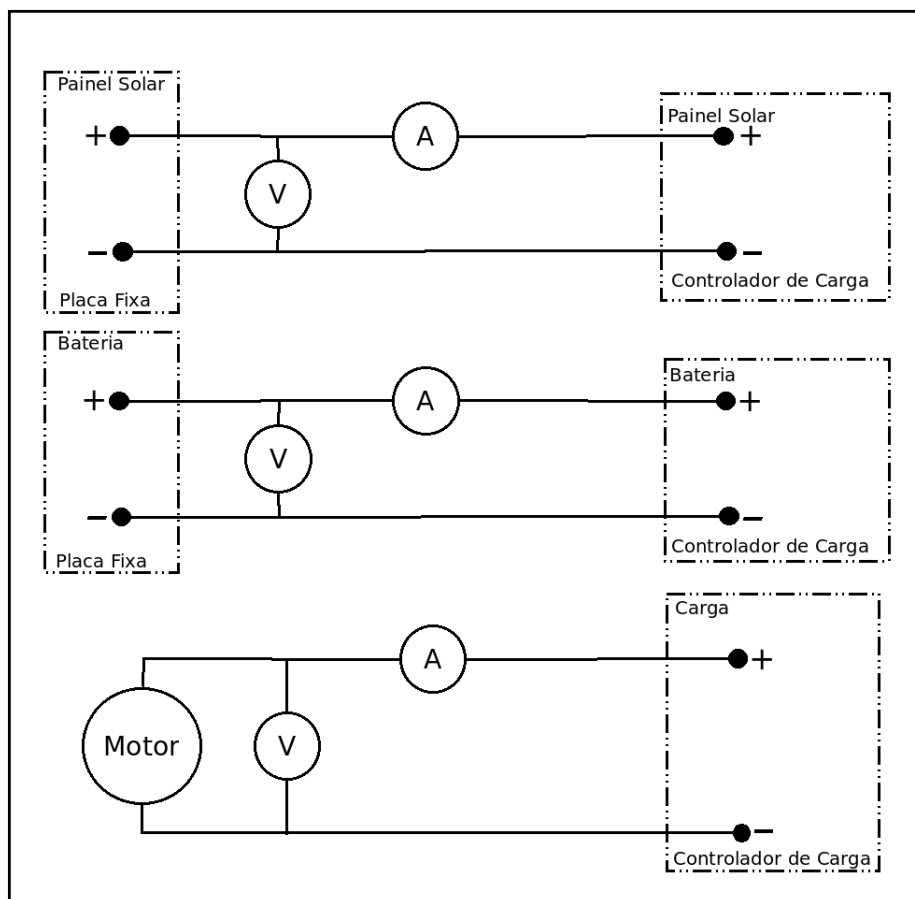 Painel Solar
Painel Solar
+
A
+
V
−
−
Controlador de Carga
Placa Fixa
Bateria
Bateria
+
A
+
V
−
−
Controlador de Carga
Placa Fixa
Carga
A
+
Motor
V
−
Controlador de Carga